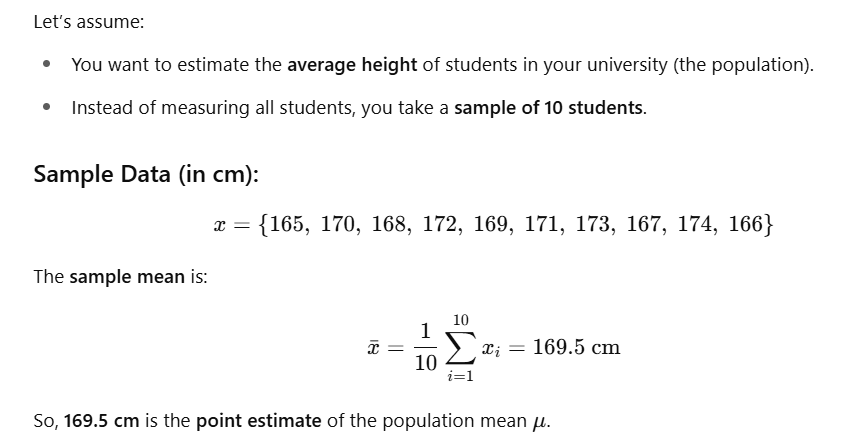 Let's assume:
• You want to estimate the average height of students in your university (the population).
• Instead of measuring all students, you take a sample of 10 students.
Sample Data (in cm):
x = {165, 170, 168, 172, 169, 171, 173, 167, 174, 166}
The sample mean is:
x̄ = \frac{1}{10} \sum_{i=1}^{10} x_i = 169.5 cm
So, 169.5 cm is the point estimate of the population mean μ.